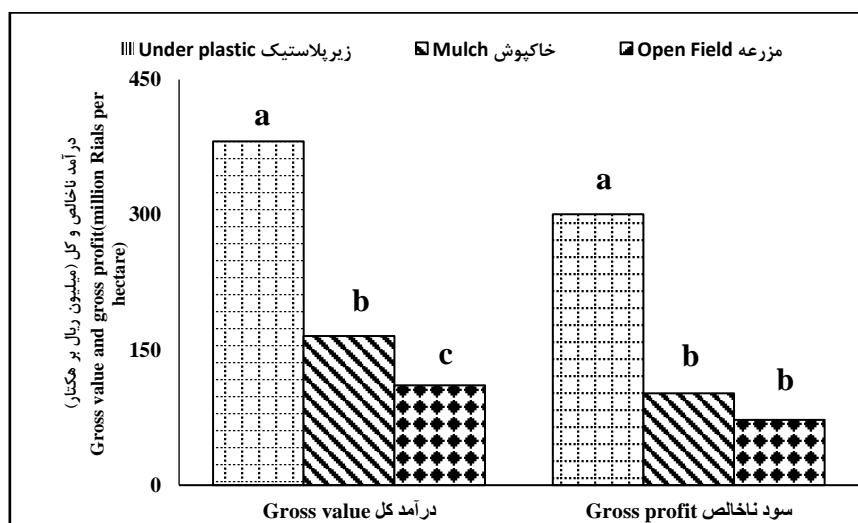 Under plastic زیرپلاستیک Mulch خاکپوش Open Field مزرعه
درآمد ناخالص و کل (میلیون ریال بر هکتار)
Gross value and gross profit(million Rials per
hectare)
450
300
150
0
a
b
c
a
b
b
Gross value درآمد کل
Gross profit سود ناخالص